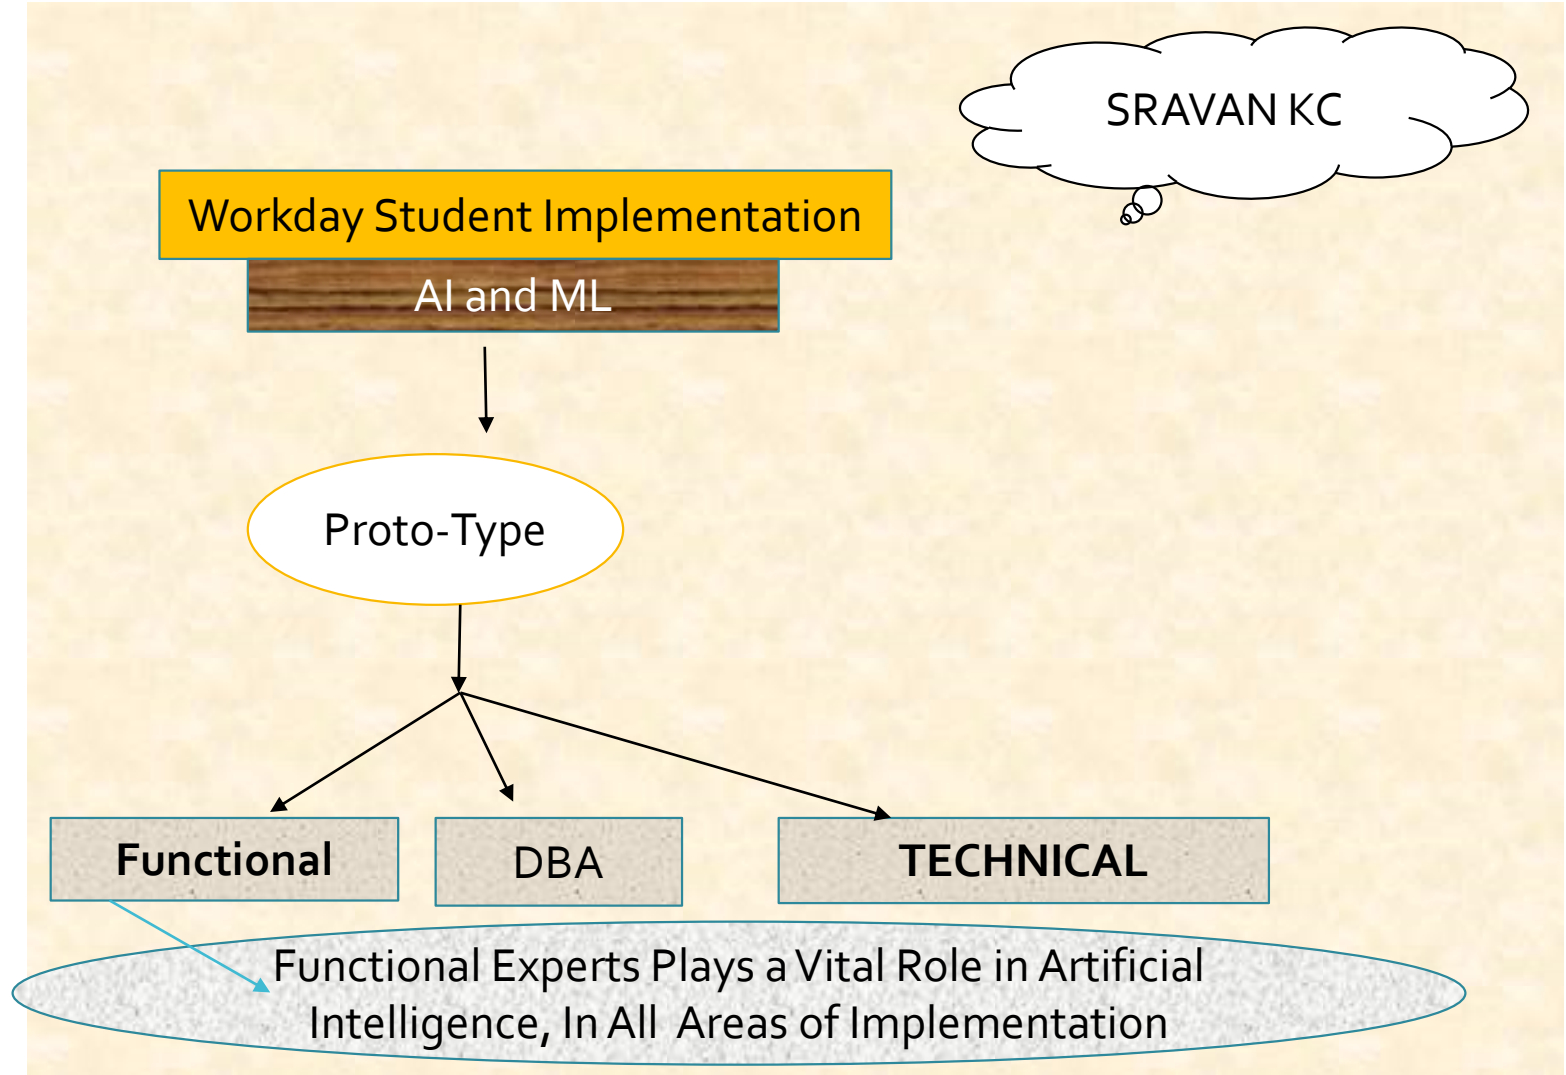 SRAVAN KC
Workday Student Implementation
AI and ML
Proto-Type
Functional
DBA
TECHNICAL
Functional Experts Plays a Vital Role in Artificial
Intelligence, In All Areas of Implementation